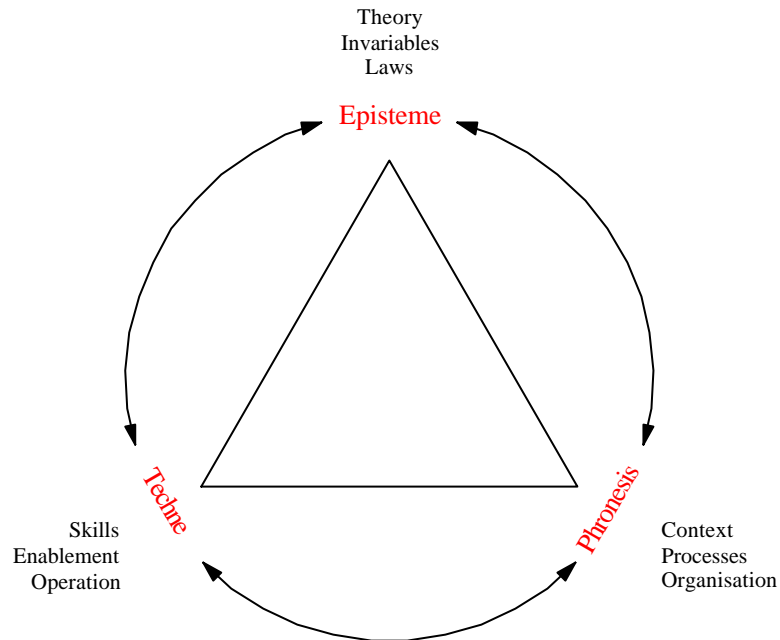 Theory
Invariables
Laws
Episteme
Techne
Phronesis
Skills
Enablement
Operation
Context
Processes
Organisation